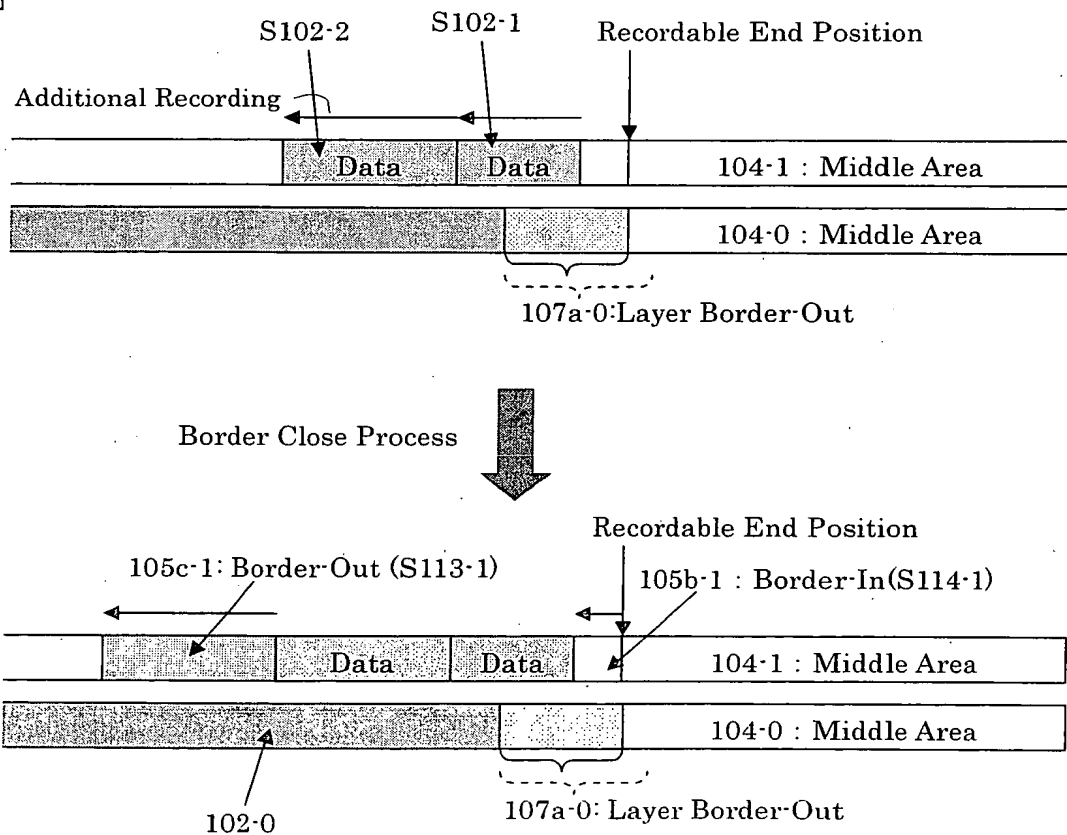 S102-2
S102-1
Recordable End Position
Additional Recording
Data
Data
104-1 : Middle Area
104-0 : Middle Area
107a-0:Layer Border-Out
Border Close Process
Recordable End Position
105c-1: Border-Out (S113-1)
105b-1 : Border-In(S114-1)
Data
Data
104-1 : Middle Area
104-0 : Middle Area
107a-0: Layer Border-Out
102-0